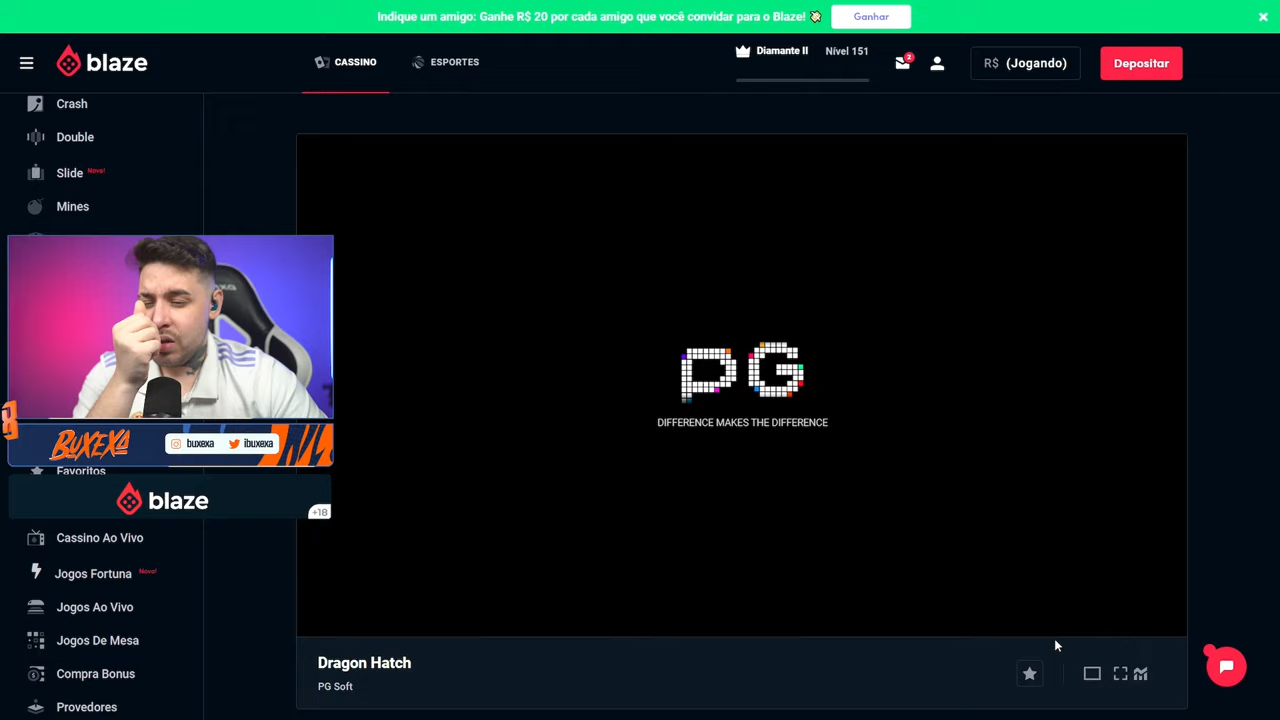 Indique um amigo: Ganhe R$ 20 por cada amigo que você convidar para o Blaze!
Ganhar
blaze
CASSINO
ESPORTES
Diamante II
Nível 151
2
R$ (Jogando)
Depositar
Crash
Double
Slide Novo!
Mines
PG
DIFFERENCE MAKES THE DIFFERENCE
BUXEXA
buxexa
ibuxexa
Favoritos
blaze
+18
Cassino Ao Vivo
Jogos Fortuna Novo!
Jogos Ao Vivo
Jogos De Mesa
Compra Bonus
Provedores
Dragon Hatch
PG Soft